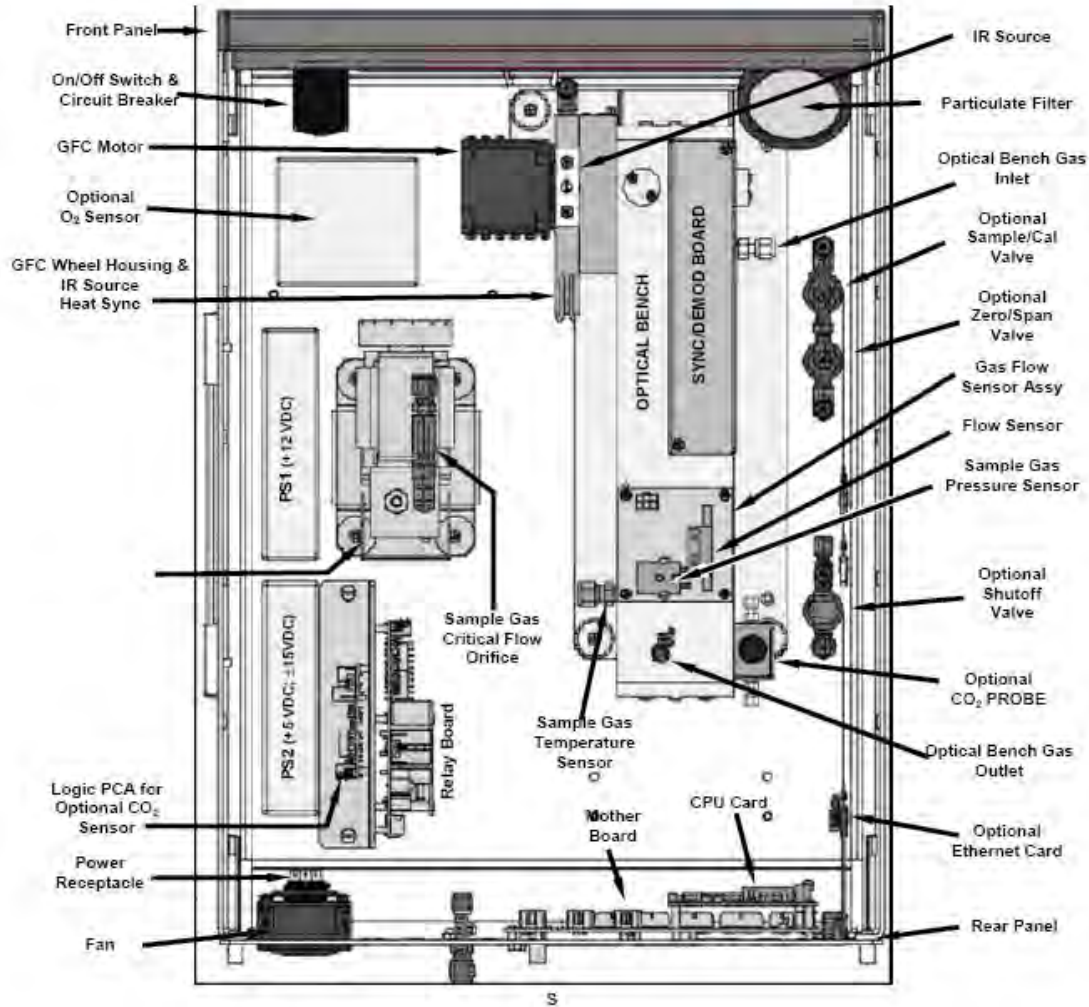 Front Panel
On/Off Switch &
Circuit Breaker
GFC Motor
Optional
O₂ Sensor
GFC Wheel Housing &
IR Source
Heat Sync
PS1 (+12 VDC)
PS2 (+5 VDC; ±15VDC)
Logic PCA for
Optional CO₂
Sensor
Power
Receptacle
Fan
Sample Gas
Critical Flow
Orifice
Relay Board
OPTICAL BENCH
SYNC/DEMOD BOARD
Sample Gas
Temperature
Sensor
Mother
Board
CPU Card
IR Source
Particulate Filter
Optical Bench Gas
Inlet
Optional
Sample/Cal
Valve
Optional
Zero/Span
Valve
Gas Flow
Sensor Assy
Flow Sensor
Sample Gas
Pressure Sensor
Optional
Shutoff
Valve
Optional
CO₂ PROBE
Optical Bench Gas
Outlet
Optional
Ethernet Card
Rear Panel
S